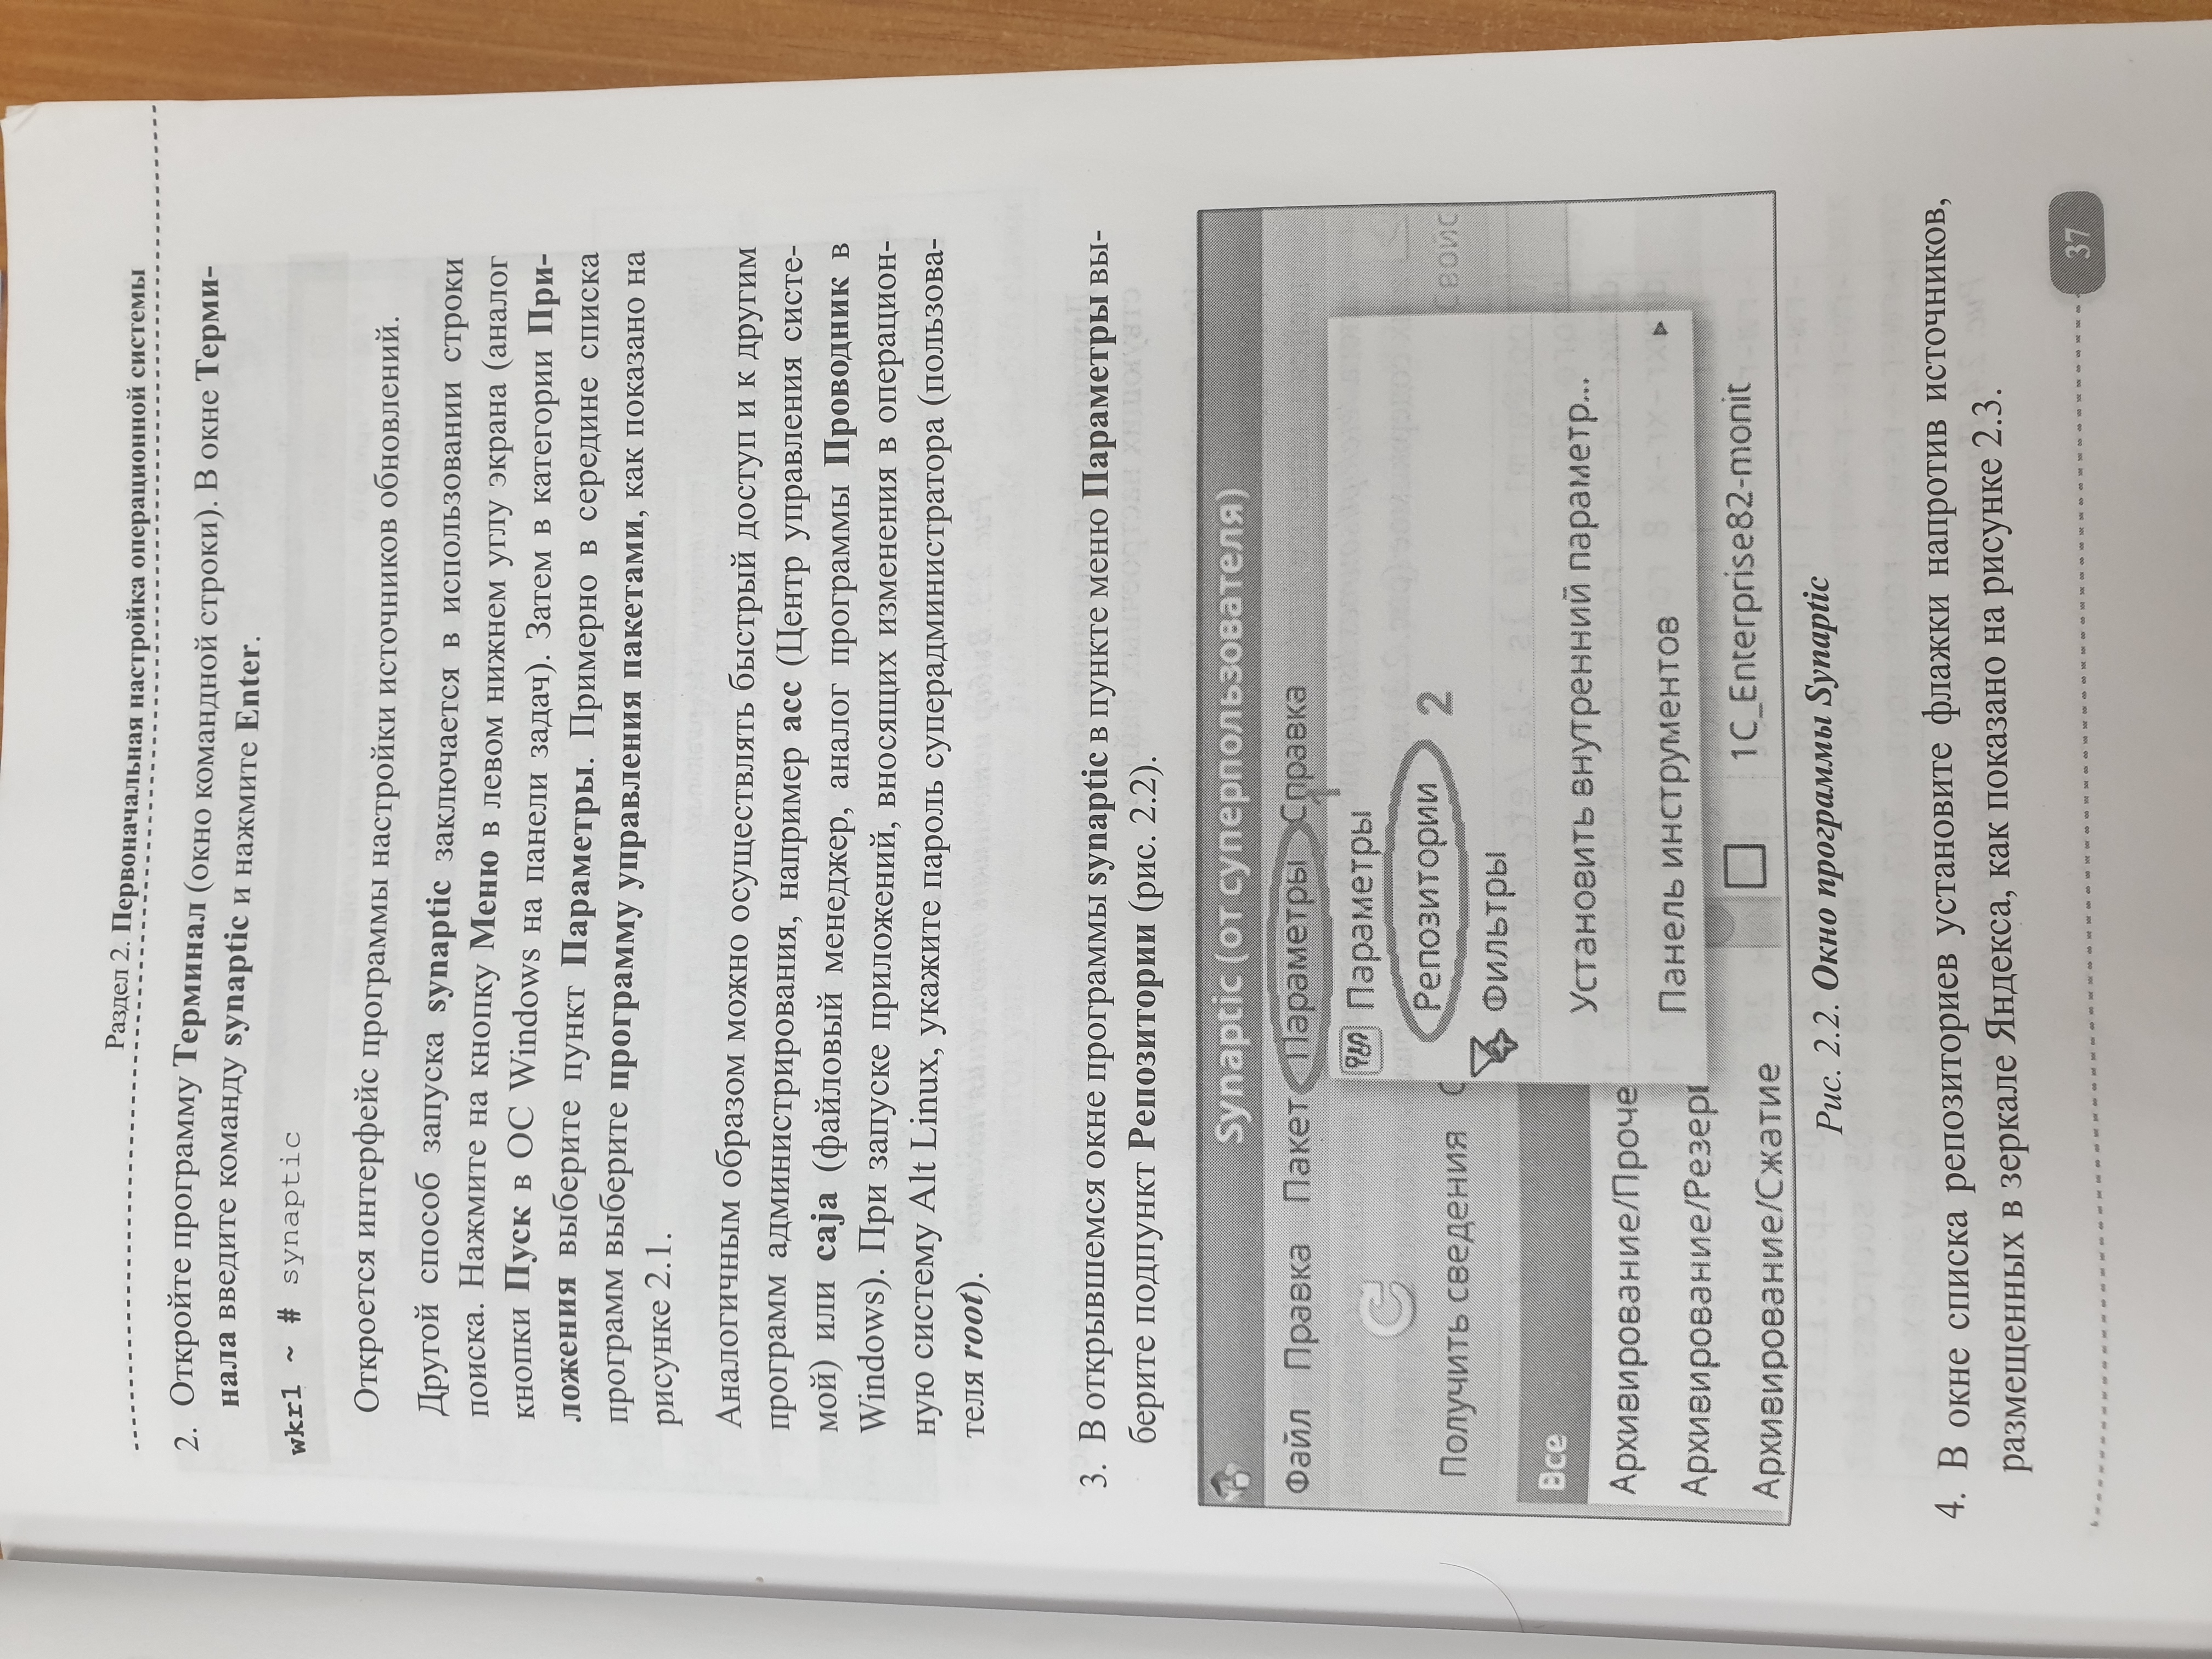 Раздел 2. Первоначальная настройка операционной системы
2. Откройте программу Терминал (окно командной строки). В окне Терми-
нала введите команду synaptic и нажмите Enter.
wkr1 ~ # synaptic
Откроется интерфейс программы настройки источников обновлений.
Другой способ запуска synaptic заключается в использовании строки
поиска. Нажмите на кнопку Меню в левом нижнем углу экрана (аналог
кнопки Пуск в ОС Windows на панели задач). Затем в категории При-
ложения выберите пункт Параметры. Примерно в середине списка
программ выберите программу управления пакетами, как показано на
рисунке 2.1.
Аналогичным образом можно осуществлять быстрый доступ и к другим
программ администрирования, например acc (Центр управления систе-
мой) или caja (файловый менеджер, аналог программы Проводник в
Windows). При запуске приложений, вносящих изменения в операцион-
ную систему Alt Linux, укажите пароль суперадминистратора (пользова-
теля root).
3. В открывшемся окне программы synaptic в пункте меню Параметры вы-
берите подпункт Репозитории (рис. 2.2).
Synaptic (от суперпользователя)
Файл Правка Пакет Параметры Справка
1
Параметры
Репозитории 2
Получить сведения С
Свойс
Фильтры
Все
Установить внутренний параметр...
Архивирование/Проче
Панель инструментов
Архивирование/Резерв
Архивирование/Сжатие
1C_Enterprise82-monit
Рис. 2.2. Окно программы Synaptic
4. В окне списка репозиториев установите флажки напротив источников,
размещенных в зеркале Яндекса, как показано на рисунке 2.3.
37